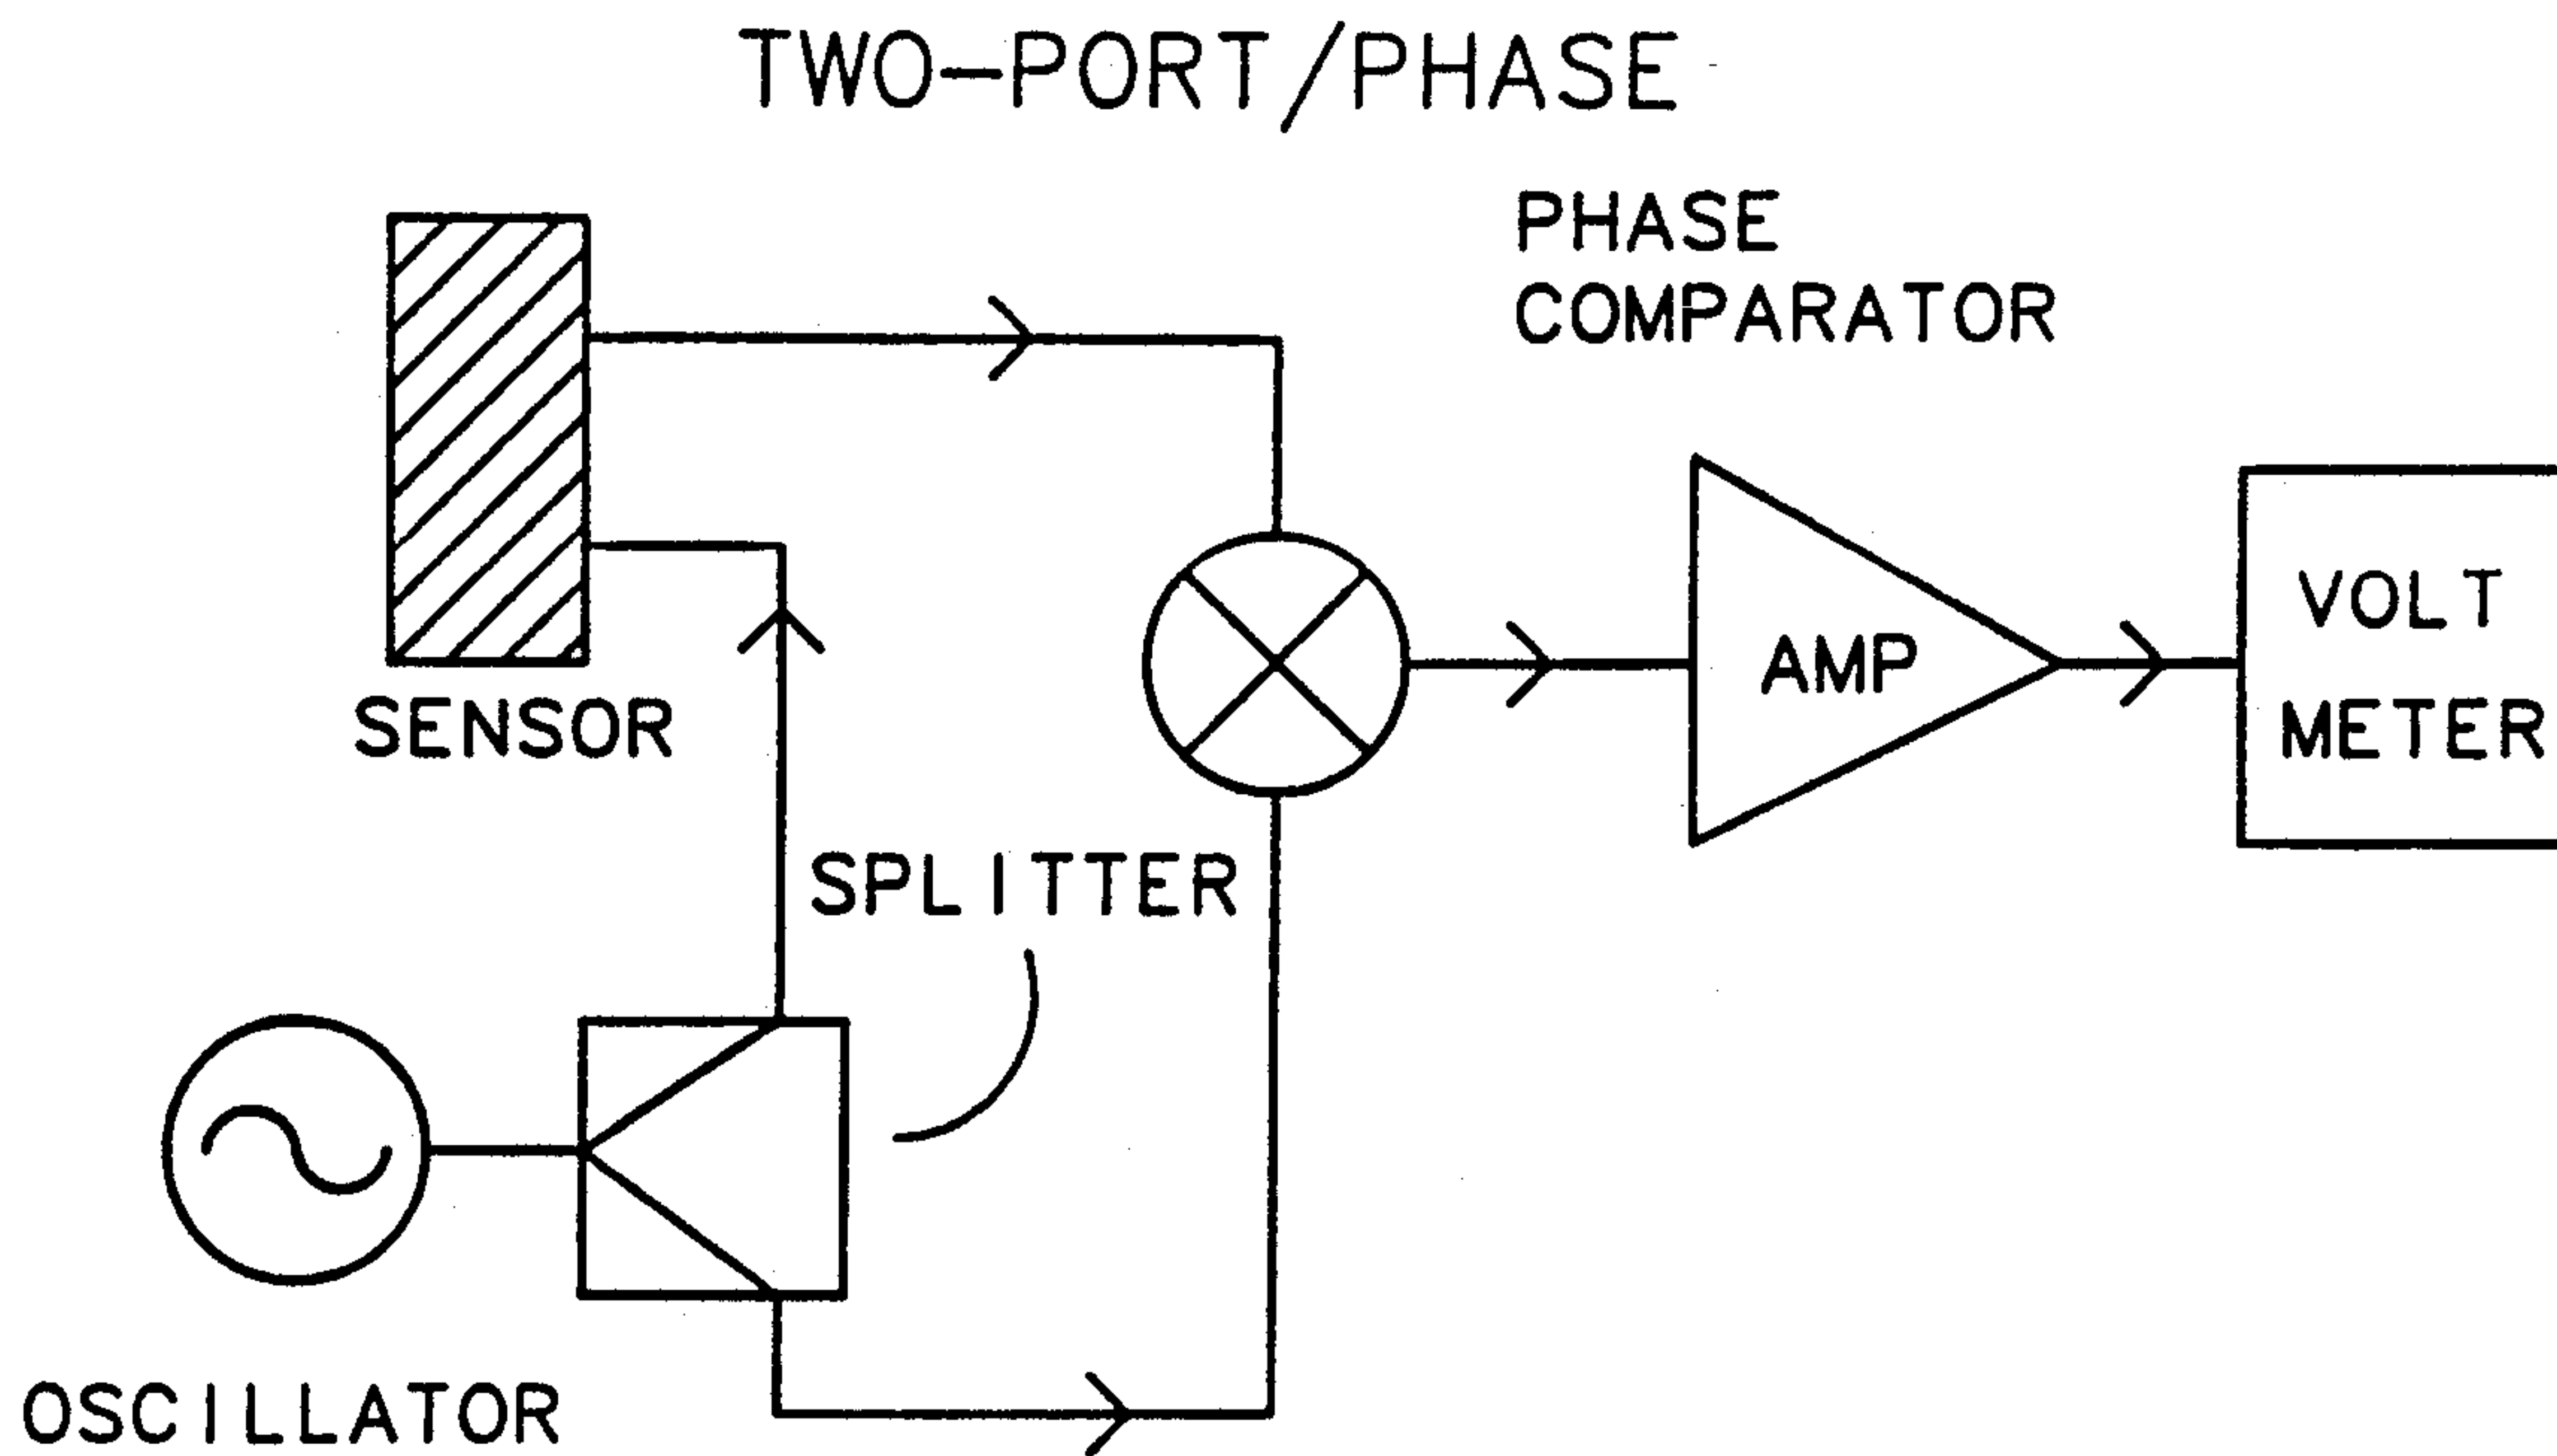 TWO-PORT/PHASE
PHASE
COMPARATOR
AMP
VOLT
METER
SENSOR
SPLITTER
OSCILLATOR